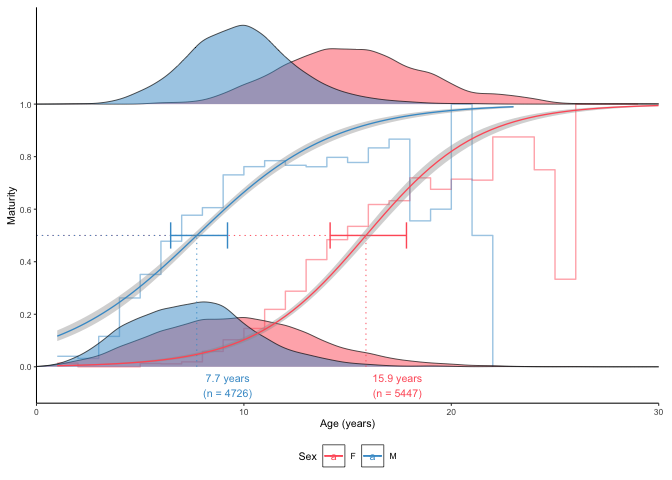 1.0
0.8
0.6
0.4
0.2
0.0
Maturity
7.7 years
(n = 4726)
15.9 years
(n = 5447)
0
10
20
30
Age (years)
Sex a F a M